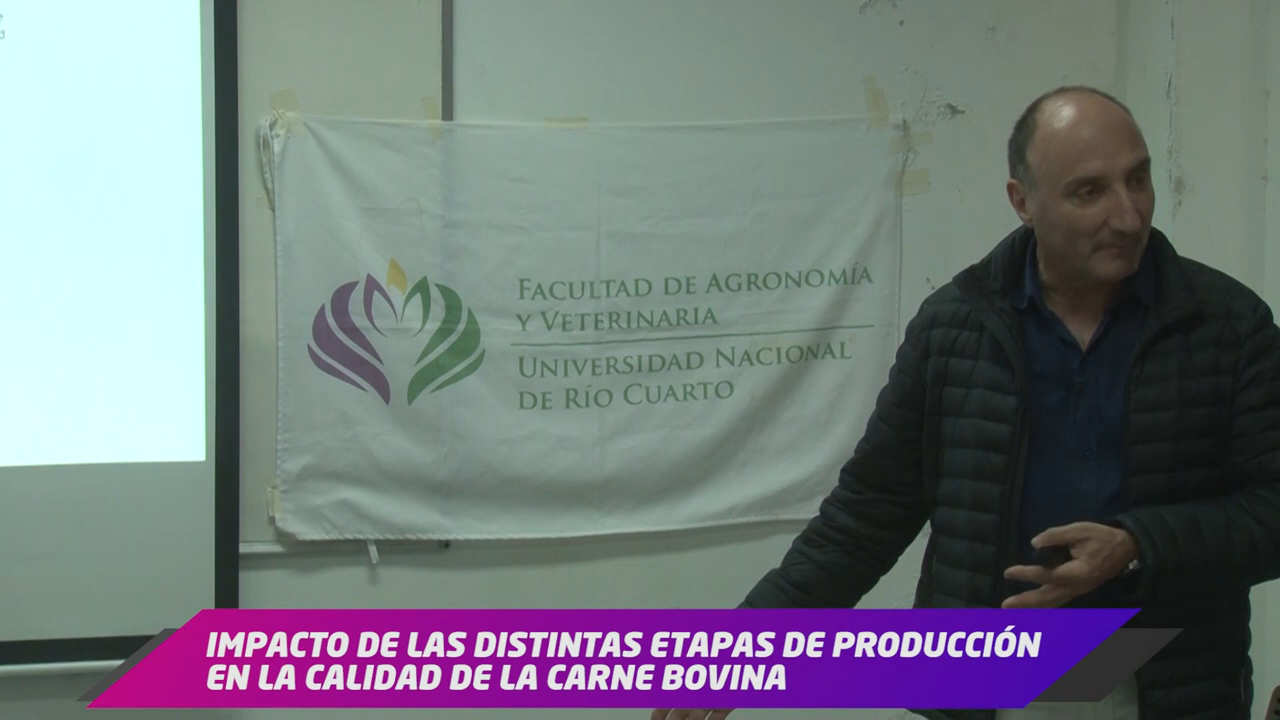 FACULTAD DE AGRONOMÍA
Y VETERINARIA
UNIVERSIDAD NACIONAL
DE RÍO CUARTO
IMPACTO DE LAS DISTINTAS ETAPAS DE PRODUCCIÓN
EN LA CALIDAD DE LA CARNE BOVINA